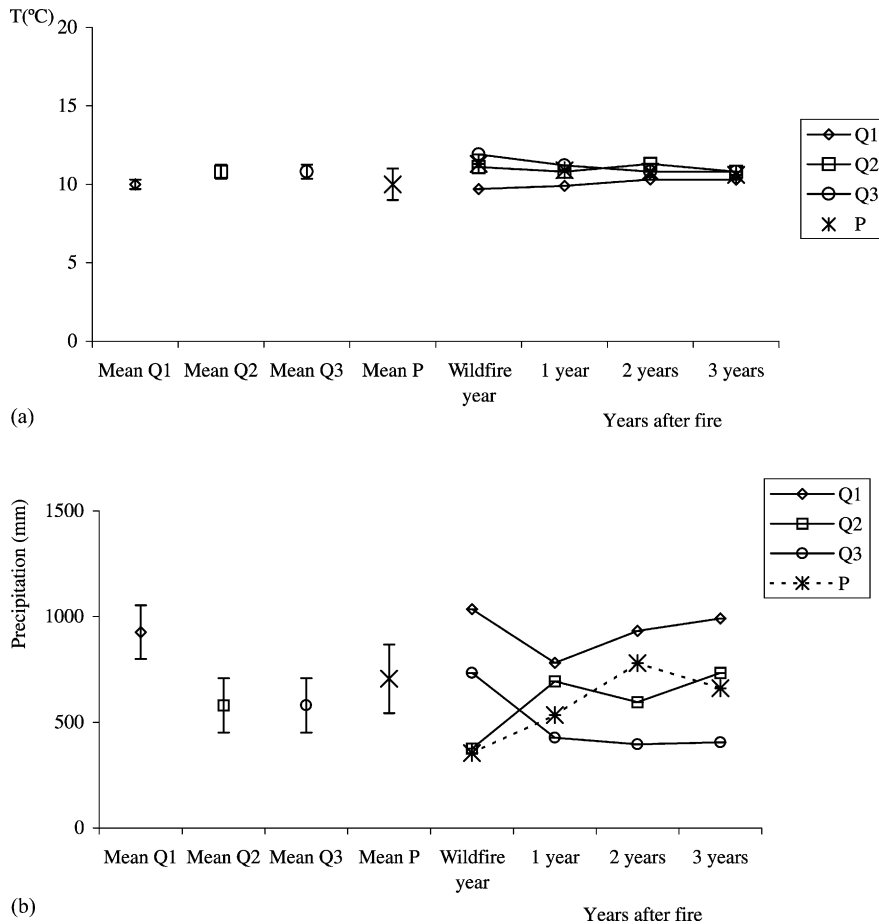 T(ºC)
20
15
10
5
0
Mean Q1 Mean Q2 Mean Q3 Mean P Wildfire year 1 year 2 years 3 years
Years after fire
Q1
Q2
Q3
P
(a)
Precipitation (mm)
1500
1000
500
0
Mean Q1 Mean Q2 Mean Q3 Mean P Wildfire year 1 year 2 years 3 years
Years after fire
Q1
Q2
Q3
P
(b)